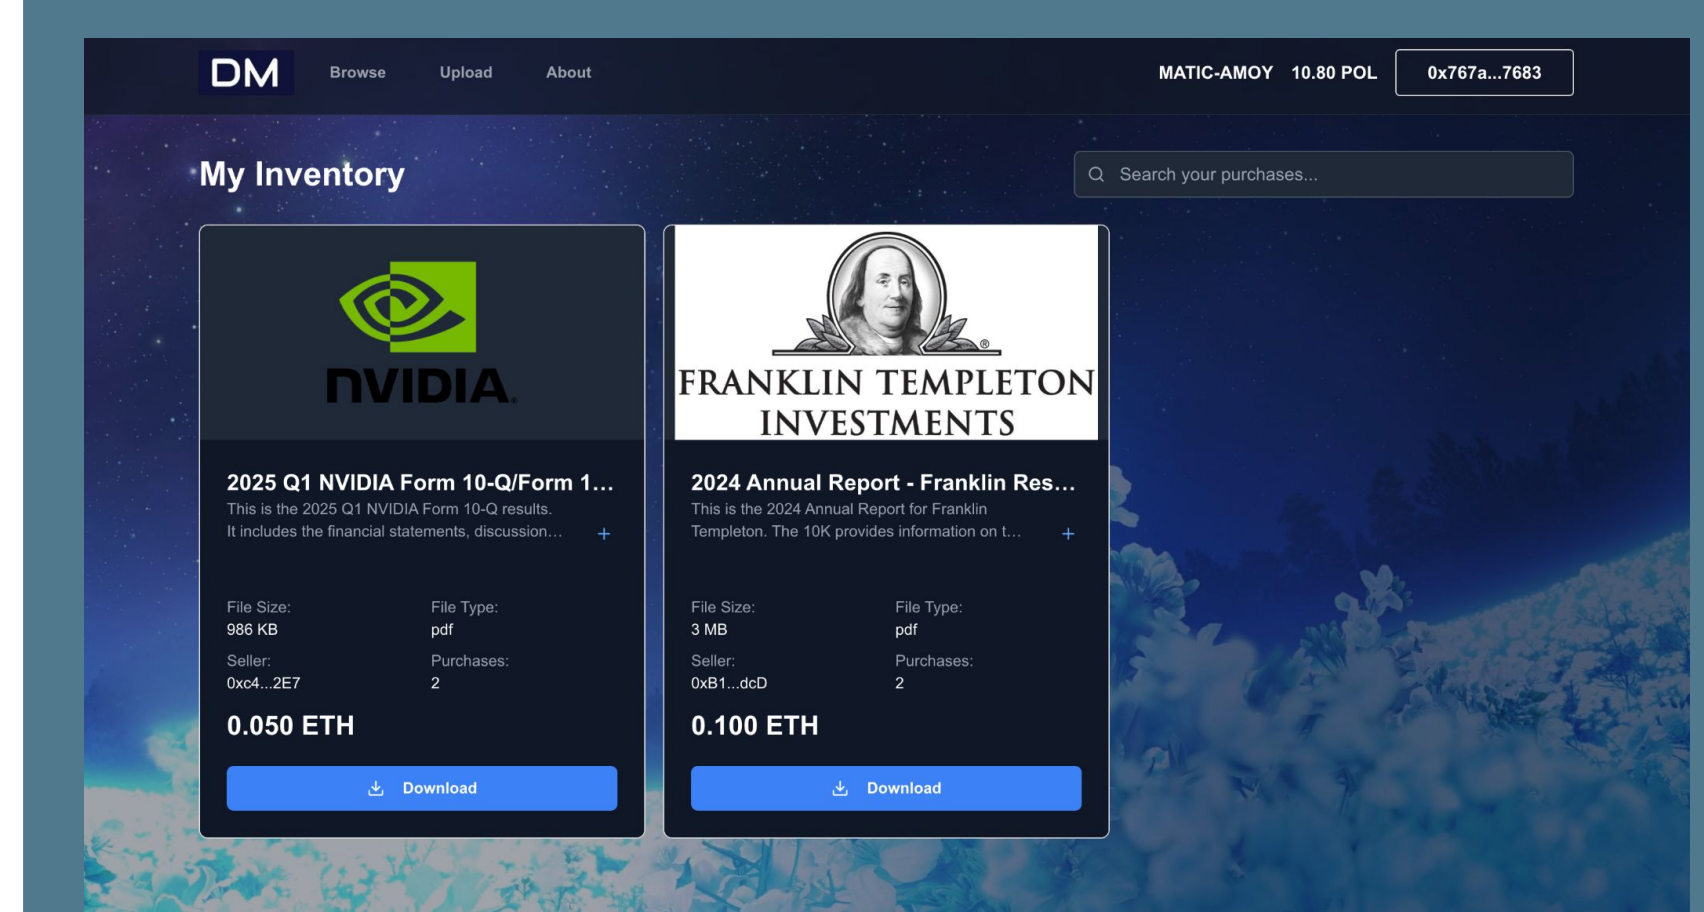 DM Browse Upload About MATIC-AMOY 10.80 POL 0x767a...7683
My Inventory
Search your purchases...
NVIDIA.
2025 Q1 NVIDIA Form 10-Q/Form 1...
This is the 2025 Q1 NVIDIA Form 10-Q results.
It includes the financial statements, discussion... +
File Size: File Type:
986 KB pdf
Seller: Purchases:
0xc4...2E7 2
0.050 ETH
Download
®
FRANKLIN TEMPLETON
INVESTMENTS
2024 Annual Report - Franklin Res...
This is the 2024 Annual Report for Franklin
Templeton. The 10K provides information on t... +
File Size: File Type:
3 MB pdf
Seller: Purchases:
0xB1...dcD 2
0.100 ETH
Download